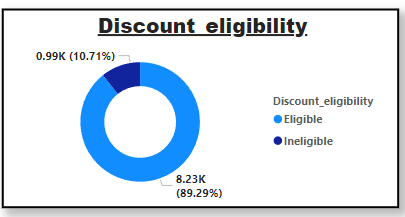 Discount_eligibility
0.99K (10.71%)
8.23K
(89.29%)
Discount_eligibility
Eligible
Ineligible